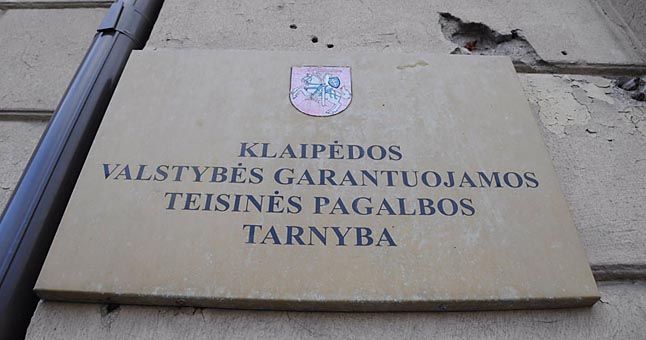 KLAIPĖDOS
VALSTYBĖS GARANTUOJAMOS
TEISINĖS PAGALBOS
TARNYBA